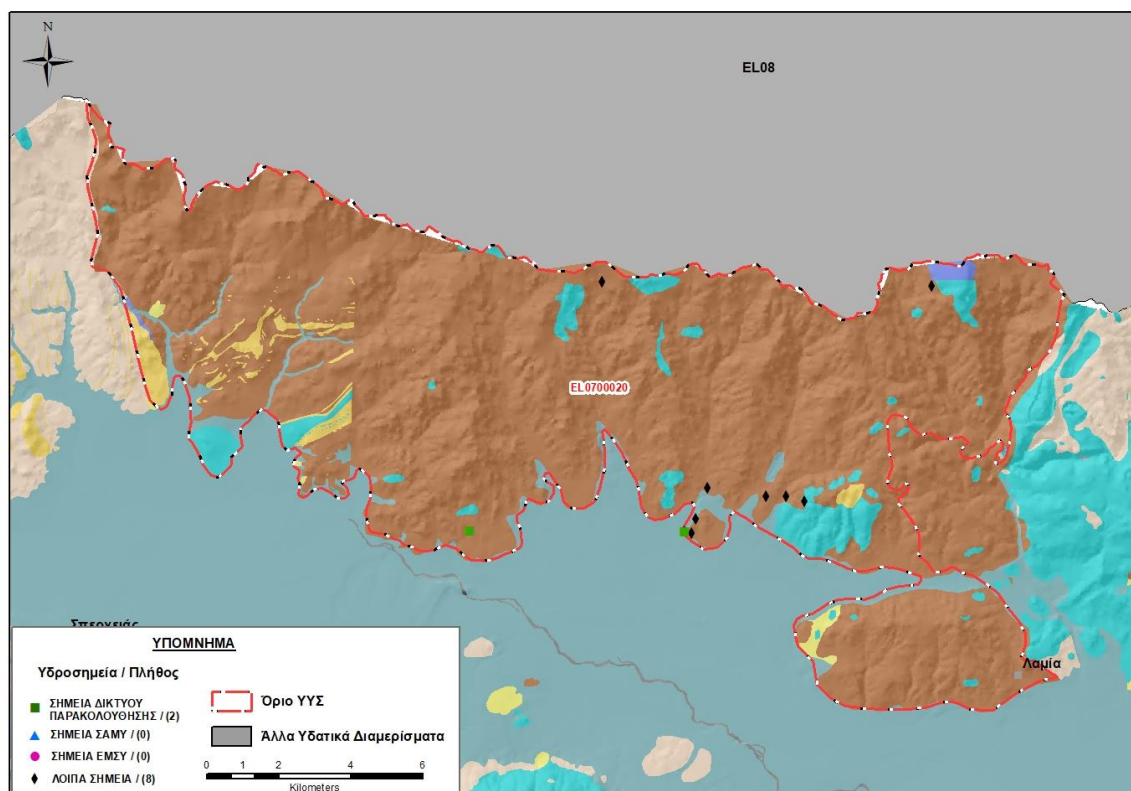 N
EL08
EL0700020
Λαμία
ΥΠΟΜΝΗΜΑ
Υδροσημεία / Πλήθος
ΣΗΜΕΙΑ ΔΙΚΤΥΟΥ
ΠΑΡΑΚΟΛΟΥΘΗΣΗΣ / (2)
ΣΗΜΕΙΑ ΣΑΜΥ / (0)
ΣΗΜΕΙΑ ΕΜΣΥ / (0)
ΛΟΙΠΑ ΣΗΜΕΙΑ / (8)
Όριο ΥΥΣ
Άλλα Υδατικά Διαμερίσματα
0 1 2 4 6
Kilometers